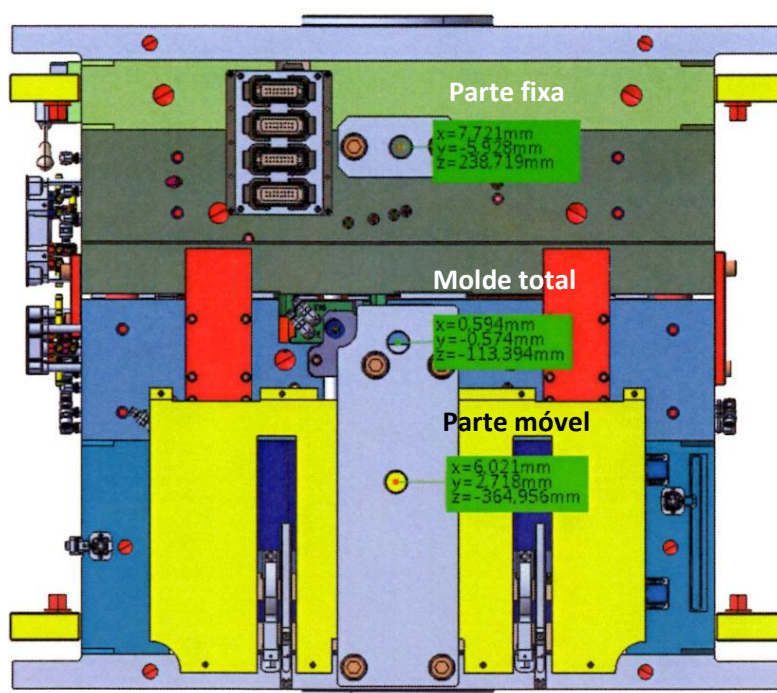 Parte fixa
x=7,721mm
y=-5,928mm
z=238,719mm
Molde total
x=0,594mm
y=-0,574mm
z=-113,394mm
Parte móvel
x=6,021mm
y=2,718mm
z=-364,956mm